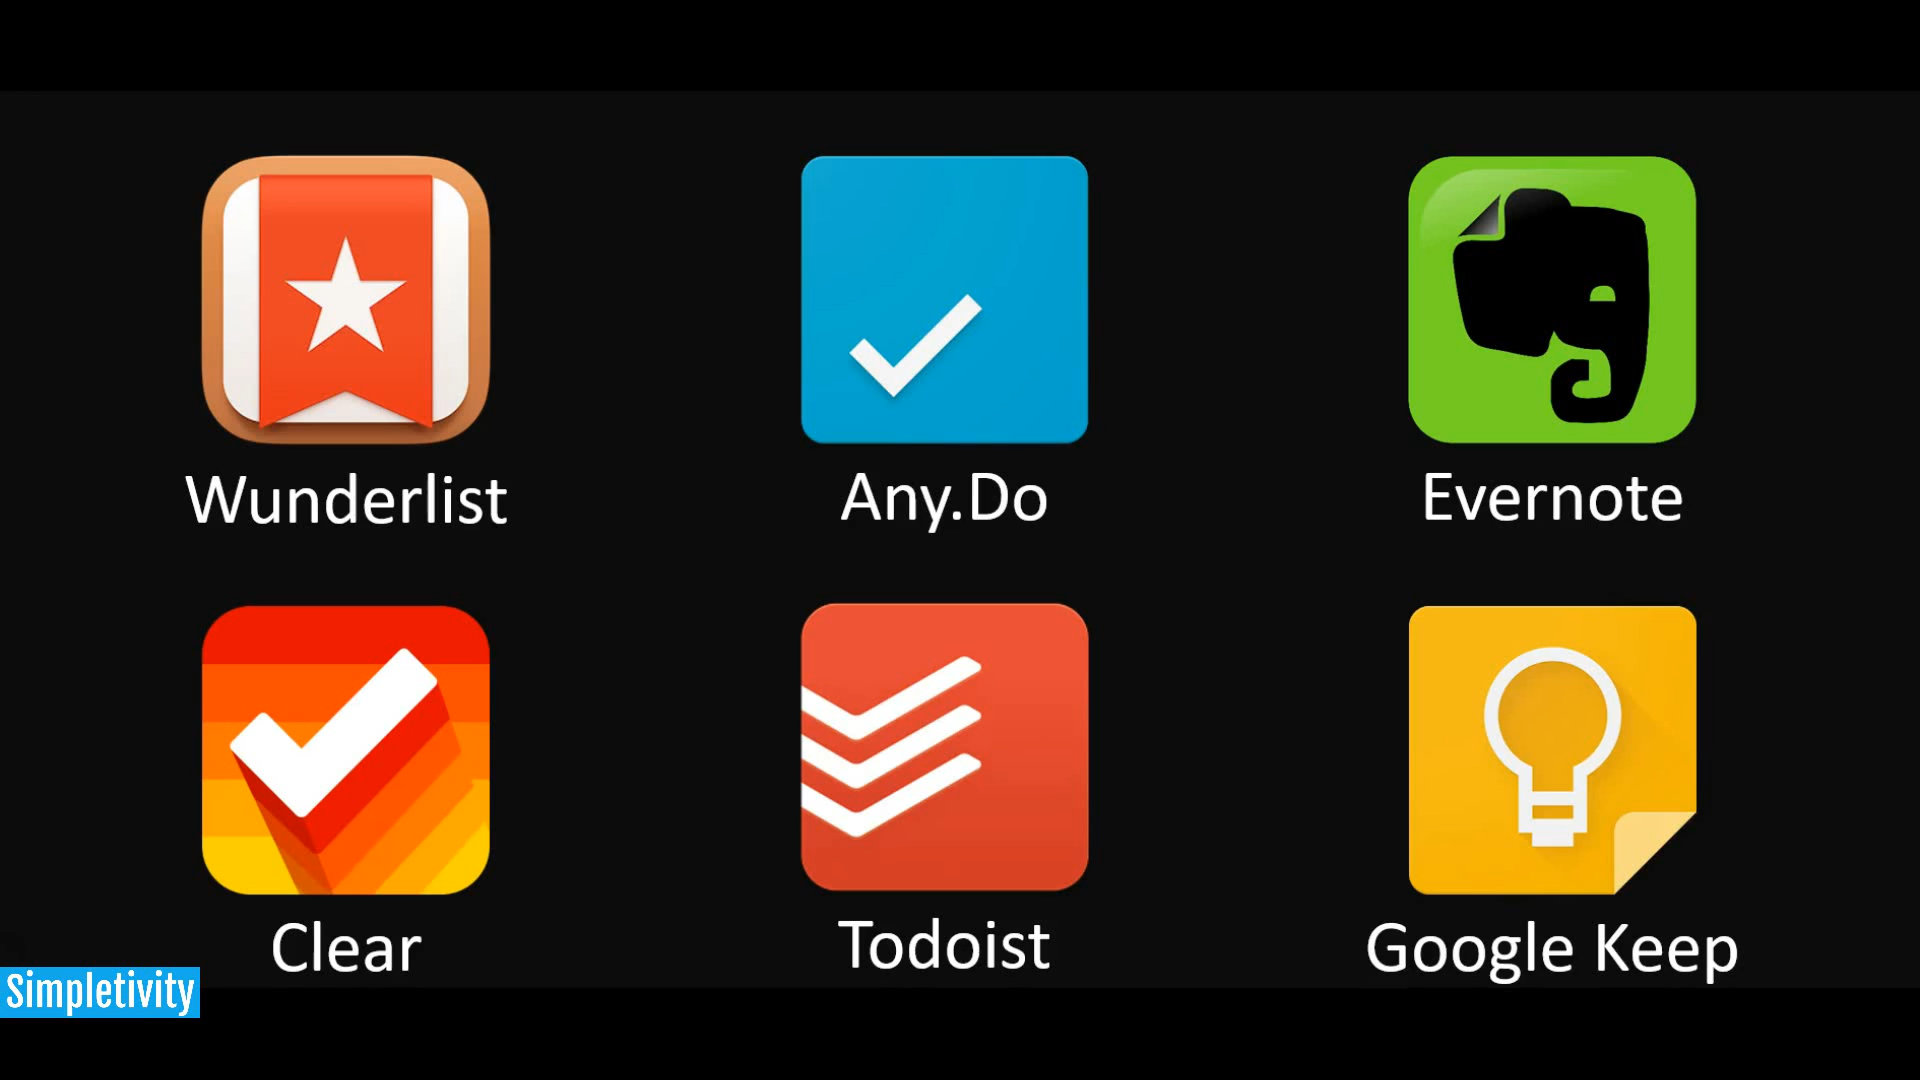 Wunderlist
Any.Do
Evernote
Clear
Todoist
Google Keep
Simpletivity